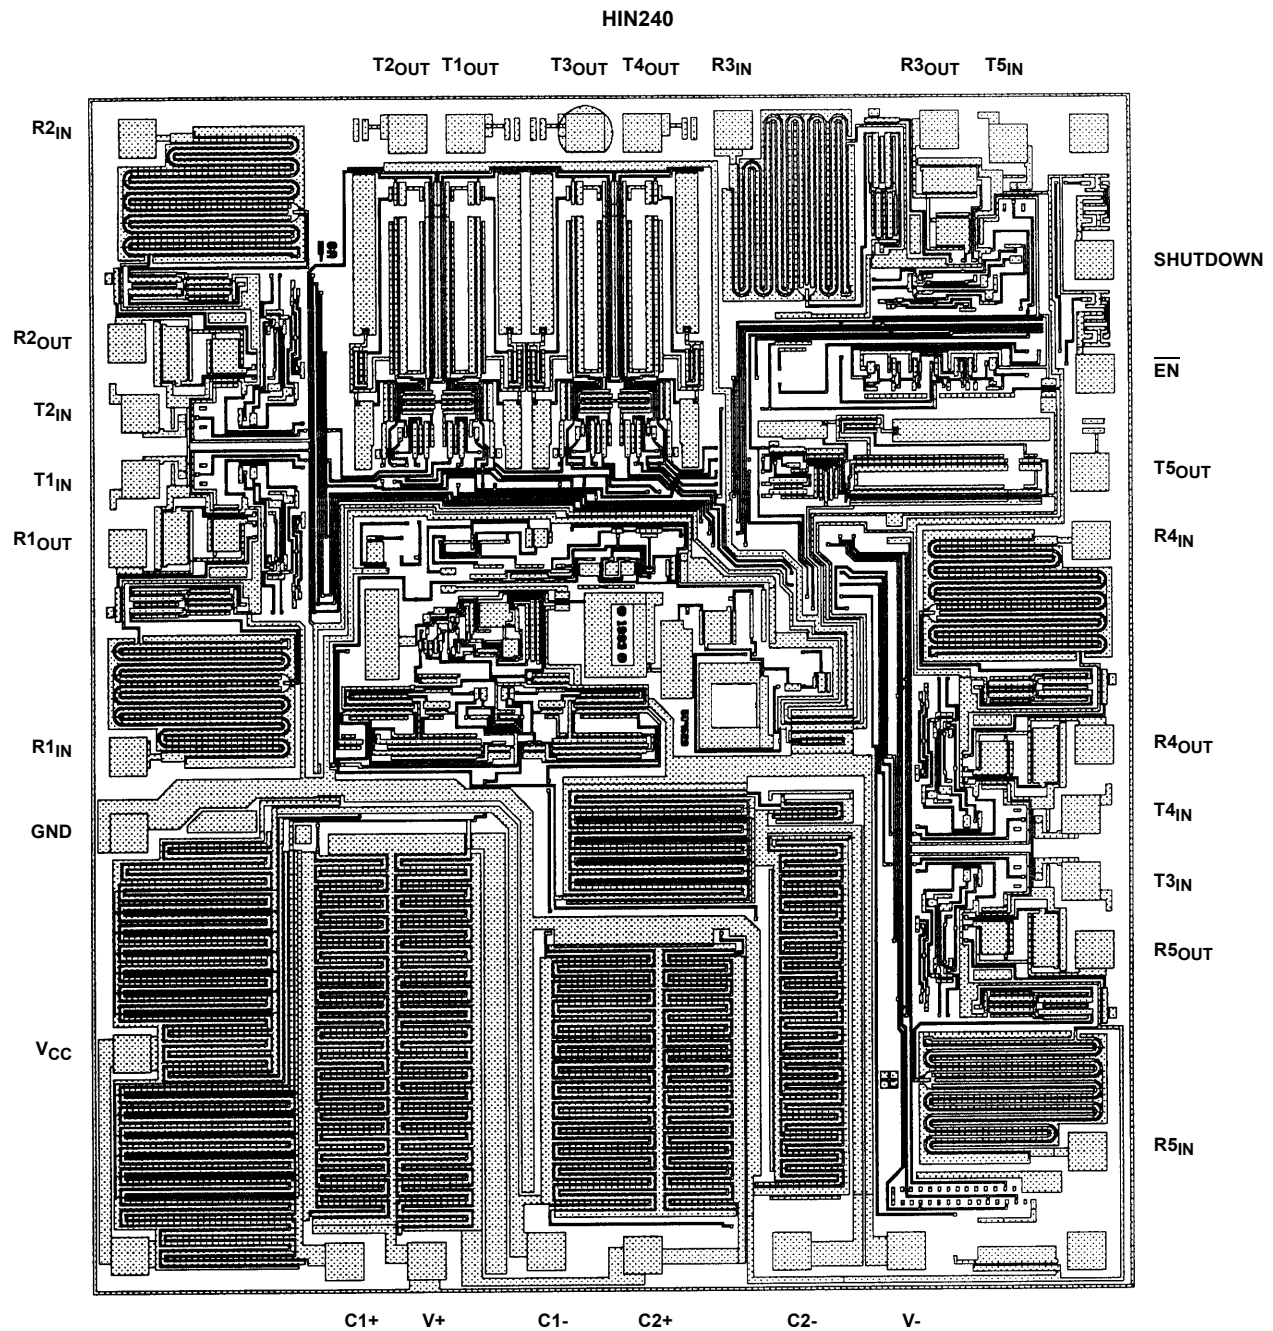 HIN240
T2OUT T1OUT T3OUT T4OUT R3IN R3OUT T5IN
R2IN
SHUTDOWN
R2OUT
EN
T2IN
T5OUT
T1IN
R4IN
R1OUT
© 1993 ©
R4OUT
R1IN
T4IN
GND
T3IN
R5OUT
VCC
R5IN
C1+ V+ C1- C2+ C2- V-